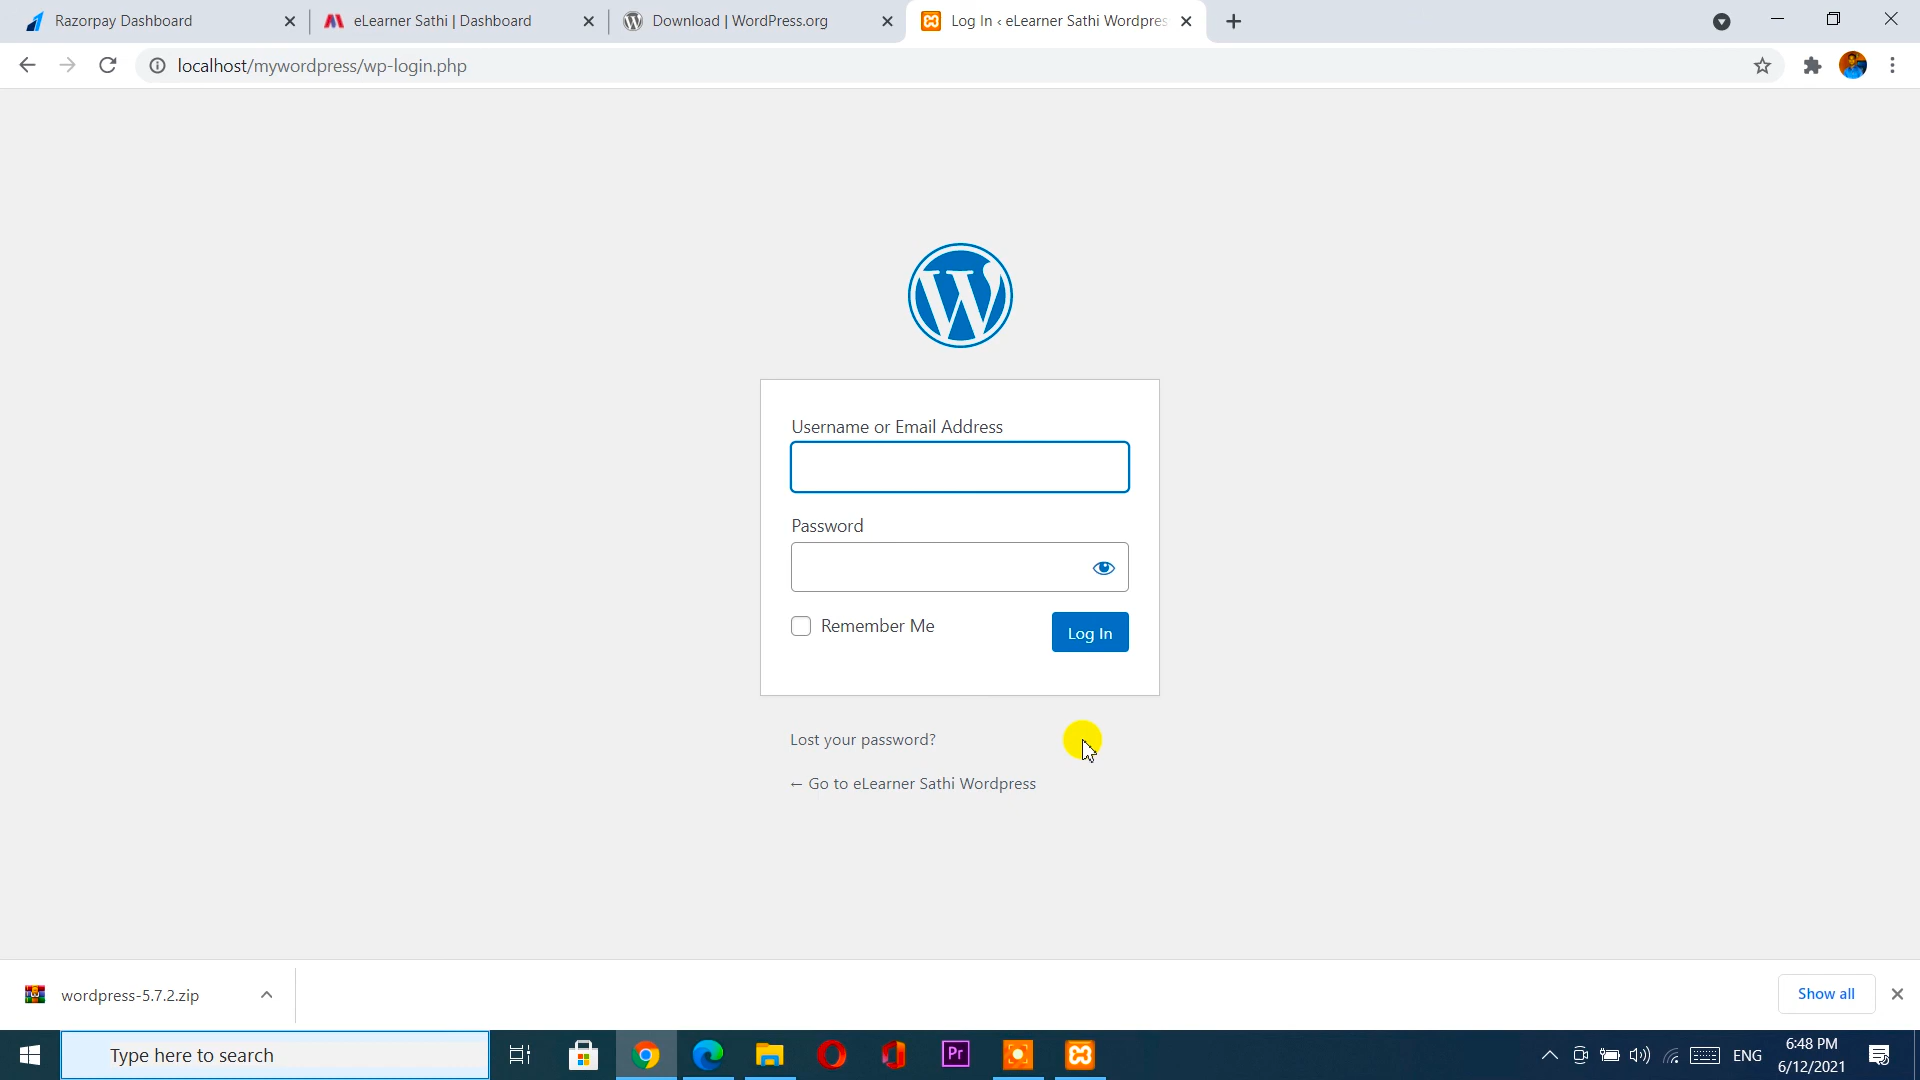 Razorpay Dashboard
eLearner Sathi | Dashboard
Download | WordPress.org
Log In ‹ eLearner Sathi Wordpres
localhost/mywordpress/wp-login.php
Username or Email Address
Password
Remember Me
Log In
Lost your password?
← Go to eLearner Sathi Wordpress
wordpress-5.7.2.zip
Show all
Type here to search
Pr
ENG
6:48 PM
6/12/2021